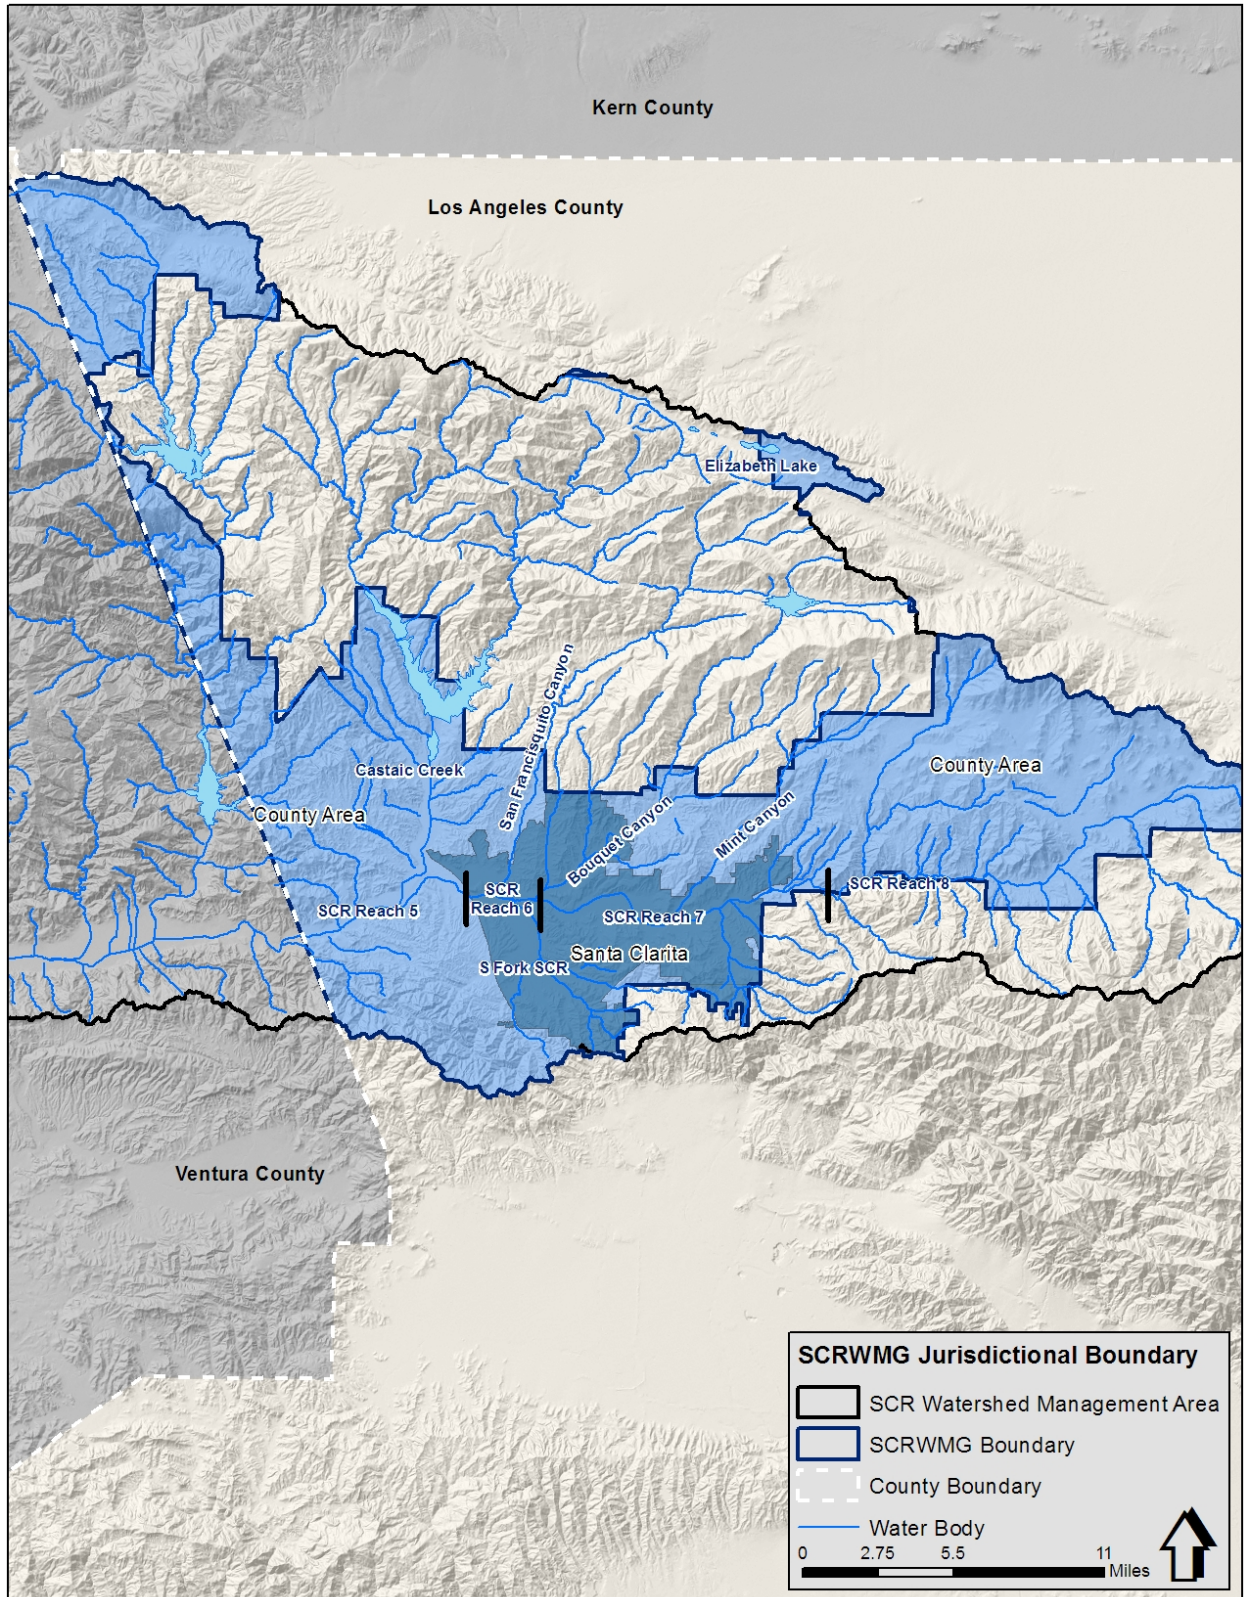 Kern County
Los Angeles County
Elizabeth Lake
San Francisquito Canyon
Castaic Creek
County Area
County Area
Bouquet Canyon
Mint Canyon
SCR Reach 8
SCR
Reach 6
SCR Reach 5
SCR Reach 7
Santa Clarita
S Fork SCR
Ventura County
SCRWMG Jurisdictional Boundary
SCR Watershed Management Area
SCRWMG Boundary
County Boundary
Water Body
0 2.75 5.5 11
Miles